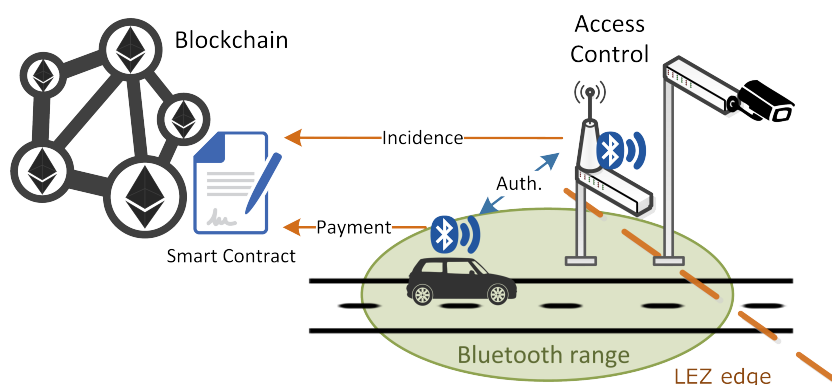 Blockchain
Access
Control
Incidence
Auth.
Payment
Smart Contract
Bluetooth range
LEZ edge